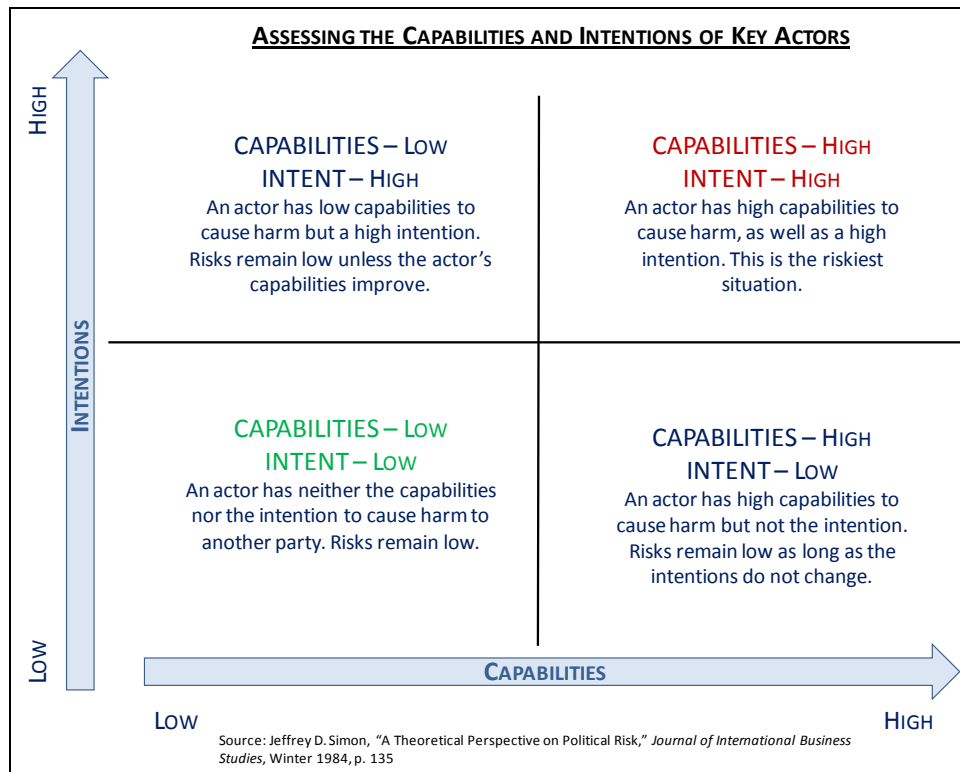 ASSESSING THE CAPABILITIES AND INTENTIONS OF KEY ACTORS
HIGH
INTENTIONS
LOW
CAPABILITIES – LOW
INTENT – HIGH
An actor has low capabilities to
cause harm but a high intention.
Risks remain low unless the actor's
capabilities improve.
CAPABILITIES – HIGH
INTENT – HIGH
An actor has high capabilities to
cause harm, as well as a high
intention. This is the riskiest
situation.
CAPABILITIES – LOW
INTENT – LOW
An actor has neither the capabilities
nor the intention to cause harm to
another party. Risks remain low.
CAPABILITIES – HIGH
INTENT – LOW
An actor has high capabilities to
cause harm but not the intention.
Risks remain low as long as the
intentions do not change.
CAPABILITIES
LOW
HIGH
Source: Jeffrey D. Simon, “A Theoretical Perspective on Political Risk,” Journal of International Business
Studies, Winter 1984, p. 135